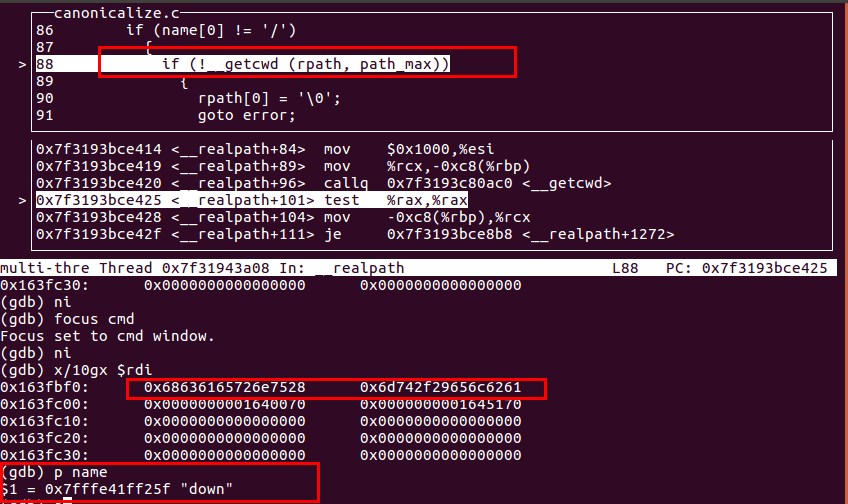 canonicalize.c
86 if (name[0] != '/')
87 {
> 88 if (!__getcwd (rpath, path_max))
89 {
90 rpath[0] = '\0';
91 goto error;
0x7f3193bce414 <__realpath+84> mov $0x1000,%esi
0x7f3193bce419 <__realpath+89> mov %rcx,-0xc8(%rbp)
0x7f3193bce420 <__realpath+96> callq 0x7f3193c80ac0 <__getcwd>
> 0x7f3193bce425 <__realpath+101> test %rax,%rax
0x7f3193bce428 <__realpath+104> mov -0xc8(%rbp),%rcx
0x7f3193bce42f <__realpath+111> je 0x7f3193bce8b8 <__realpath+1272>
multi-thre Thread 0x7f31943a08 In: __realpath L88 PC: 0x7f3193bce425
0x163fc30: 0x0000000000000000 0x0000000000000000
(gdb) ni
(gdb) focus cmd
Focus set to cmd window.
(gdb) ni
(gdb) x/10gx $rdi
0x163fbf0: 0x68636165726e7528 0x6d742f29656c6261
0x163fc00: 0x0000000001640070 0x0000000001645170
0x163fc10: 0x0000000000000000 0x0000000000000000
0x163fc20: 0x0000000000000000 0x0000000000000000
0x163fc30: 0x0000000000000000 0x0000000000000000
(gdb) p name
$1 = 0x7fffe41ff25f "down"